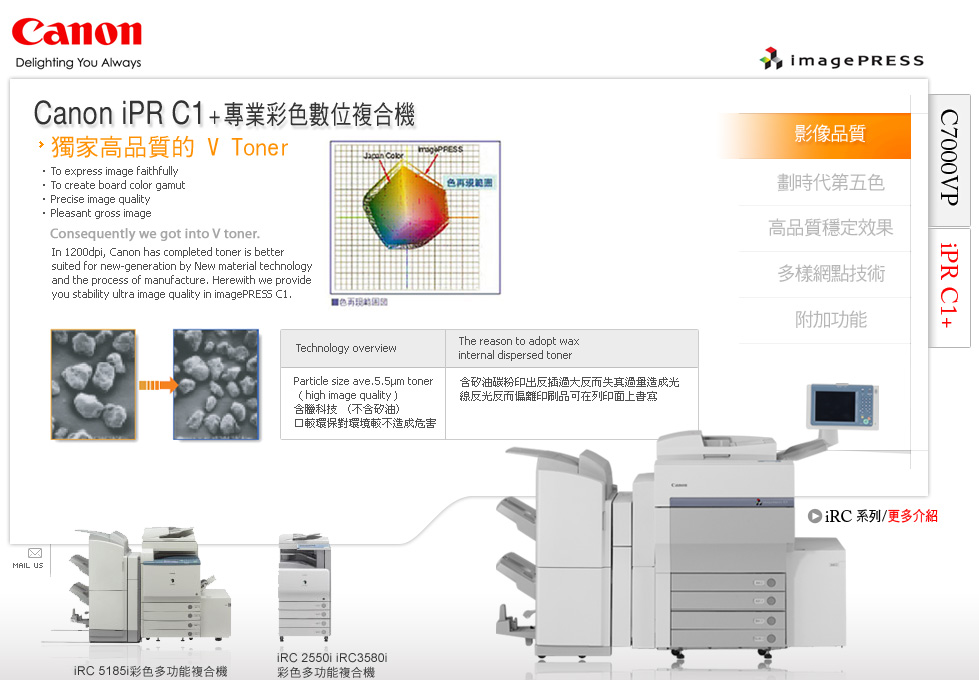 Canon
Delighting You Always
imagePRESS
Canon iPR C1+專業彩色數位複合機
獨家高品質的 V Toner
· To express image faithfully
· To create board color gamut
· Precise image quality
· Pleasant gross image
Consequently we got into V toner.
In 1200dpi, Canon has completed toner is better
suited for new-generation by New material technology
and the process of manufacture. Herewith we provide
you stability ultra image quality in imagePRESS C1.
Japan Color
imagePRESS
色再現範圍
色再現範囲図
影像品質
劃時代第五色
高品質穩定效果
多樣網點技術
附加功能
C7000VP
iPR C1+
Technology overview
The reason to adopt wax
internal dispersed toner
Particle size ave.5.5µm toner
( high image quality )
含臘科技 (不含矽油)
口較環保對環境較不造成危害
含矽油碳粉印出反插過大反而失真過量造成光
線反光反而偏離印刷品可在列印面上書寫
Canon
iRC 系列/更多介紹
MAIL US
iRC 5185i彩色多功能複合機
iRC 2550i iRC3580i
彩色多功能複合機